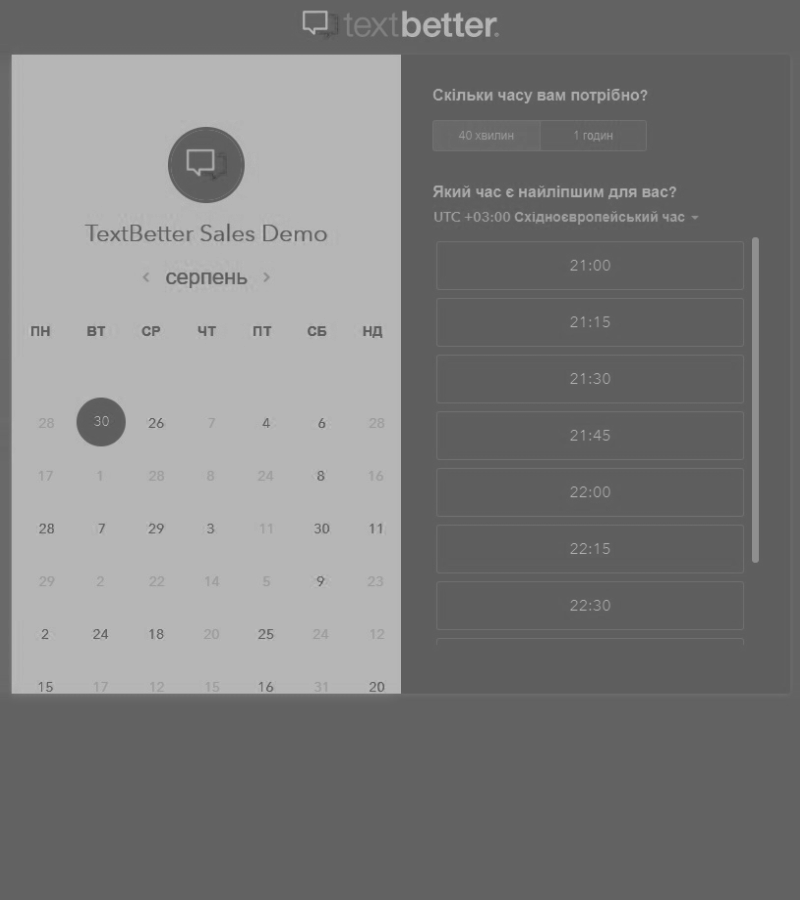 textbetter.
TextBetter Sales Demo
серпень
ПН ВТ СР ЧТ ПТ СБ НД
28 30 26 7 4 6 28
17 1 28 8 24 8 16
28 7 29 3 11 30 11
29 2 22 14 5 9 23
2 24 18 20 25 24 12
15 17 12 15 16 31 20
Скільки часу вам потрібно?
40 хвилин 1 годин
Який час є найліпшим для вас?
UTC +03:00 Східноєвропейський час
21:00
21:15
21:30
21:45
22:00
22:15
22:30